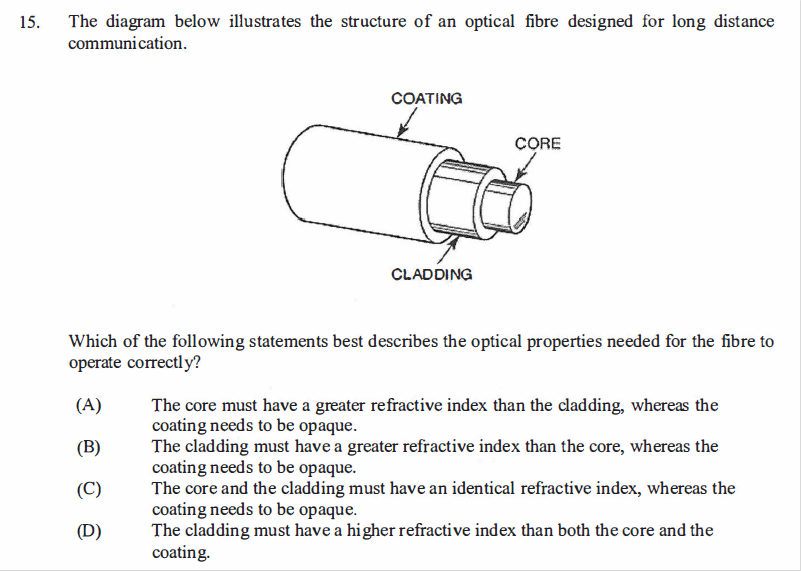 15. The diagram below illustrates the structure of an optical fibre designed for long distance
communication.
COATING
CORE
CLADDING
Which of the following statements best describes the optical properties needed for the fibre to
operate correctly?
(A) The core must have a greater refractive index than the cladding, whereas the
coating needs to be opaque.
(B) The cladding must have a greater refractive index than the core, whereas the
coating needs to be opaque.
(C) The core and the cladding must have an identical refractive index, whereas the
coating needs to be opaque.
(D) The cladding must have a higher refractive index than both the core and the
coating.